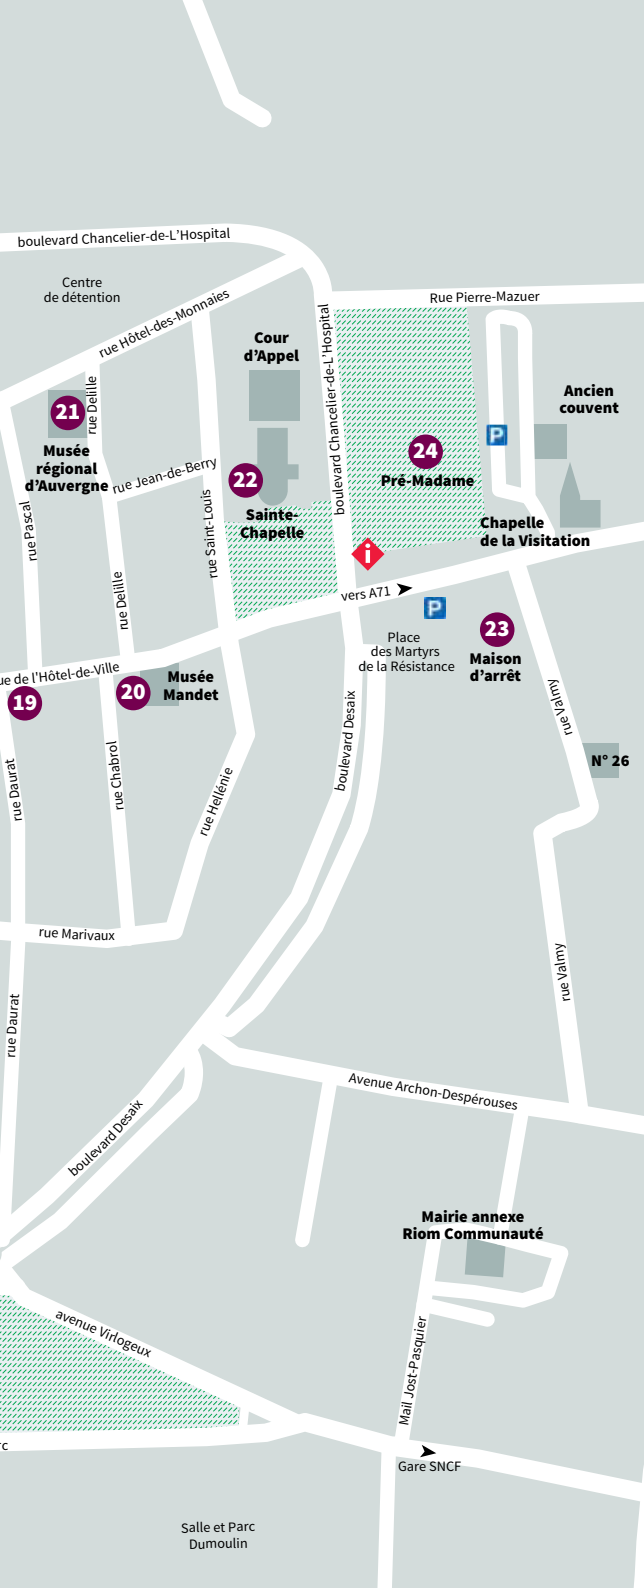 boulevard Chancelier-de-L'Hospital
Centre
de détention
rue Hôtel-des-Monnaies
Rue Pierre-Mazuer
boulevard Chancelier-de-L'Hospital
Cour
d'Appel
rue Delille
21
Musée
régional
d'Auvergne
Ancien
couvent
P
24
Pré-Madame
rue Jean-de-Berry
22
Sainte-
Chapelle
rue Saint-Louis
rue Pascal
Chapelle
de la Visitation
i
rue Delille
vers A71
P
Place
des Martyrs
de la Résistance
23
Maison
d'arrêt
ue de l'Hôtel-de-Ville
19
20
Musée
Mandet
rue Valmy
N° 26
boulevard Desaix
rue Daurat
rue Chabrol
rue Hellénie
rue Marivaux
rue Valmy
rue Daurat
Avenue Archon-Despérouses
boulevard Desaix
Mairie annexe
Riom Communauté
avenue Virlogeux
Mail Jost-Pasquier
rc
Gare SNCF
Salle et Parc
Dumoulin